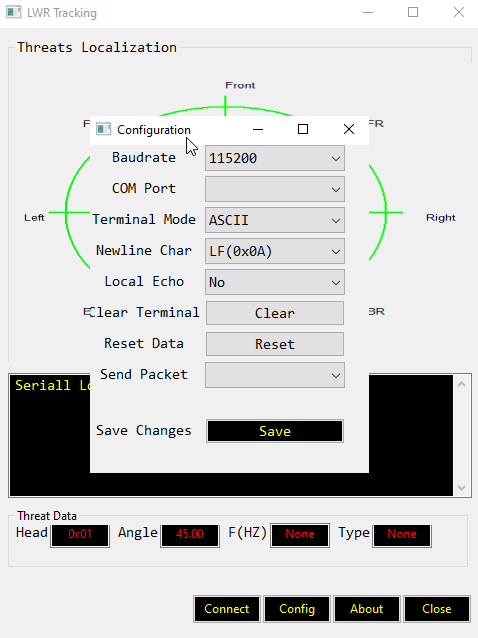 LWR Tracking
Threats Localization
Front
F
FR
Configuration
Baudrate 115200
COM Port
Left
Right
Terminal Mode ASCII
Newline Char LF(0x0A)
Local Echo No
Clear Terminal Clear
BR
Reset Data Reset
Send Packet
Seriall Lo
Save Changes Save
Threat Data
Head 0x01 Angle 45.00 F(HZ) None Type None
Connect Config About Close